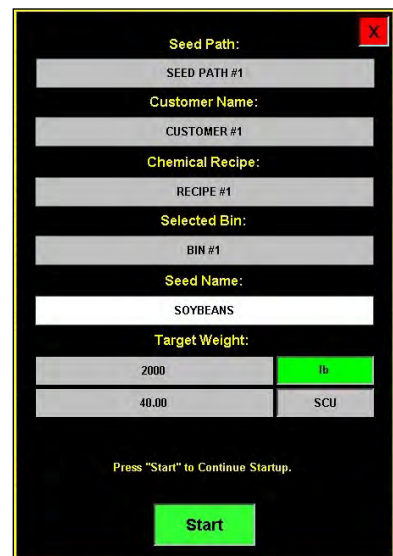 X
Seed Path:
SEED PATH #1
Customer Name:
CUSTOMER #1
Chemical Recipe:
RECIPE #1
Selected Bin:
BIN #1
Seed Name:
SOYBEANS
Target Weight:
2000 lb
40.00 SCU
Press "Start" to Continue Startup.
Start